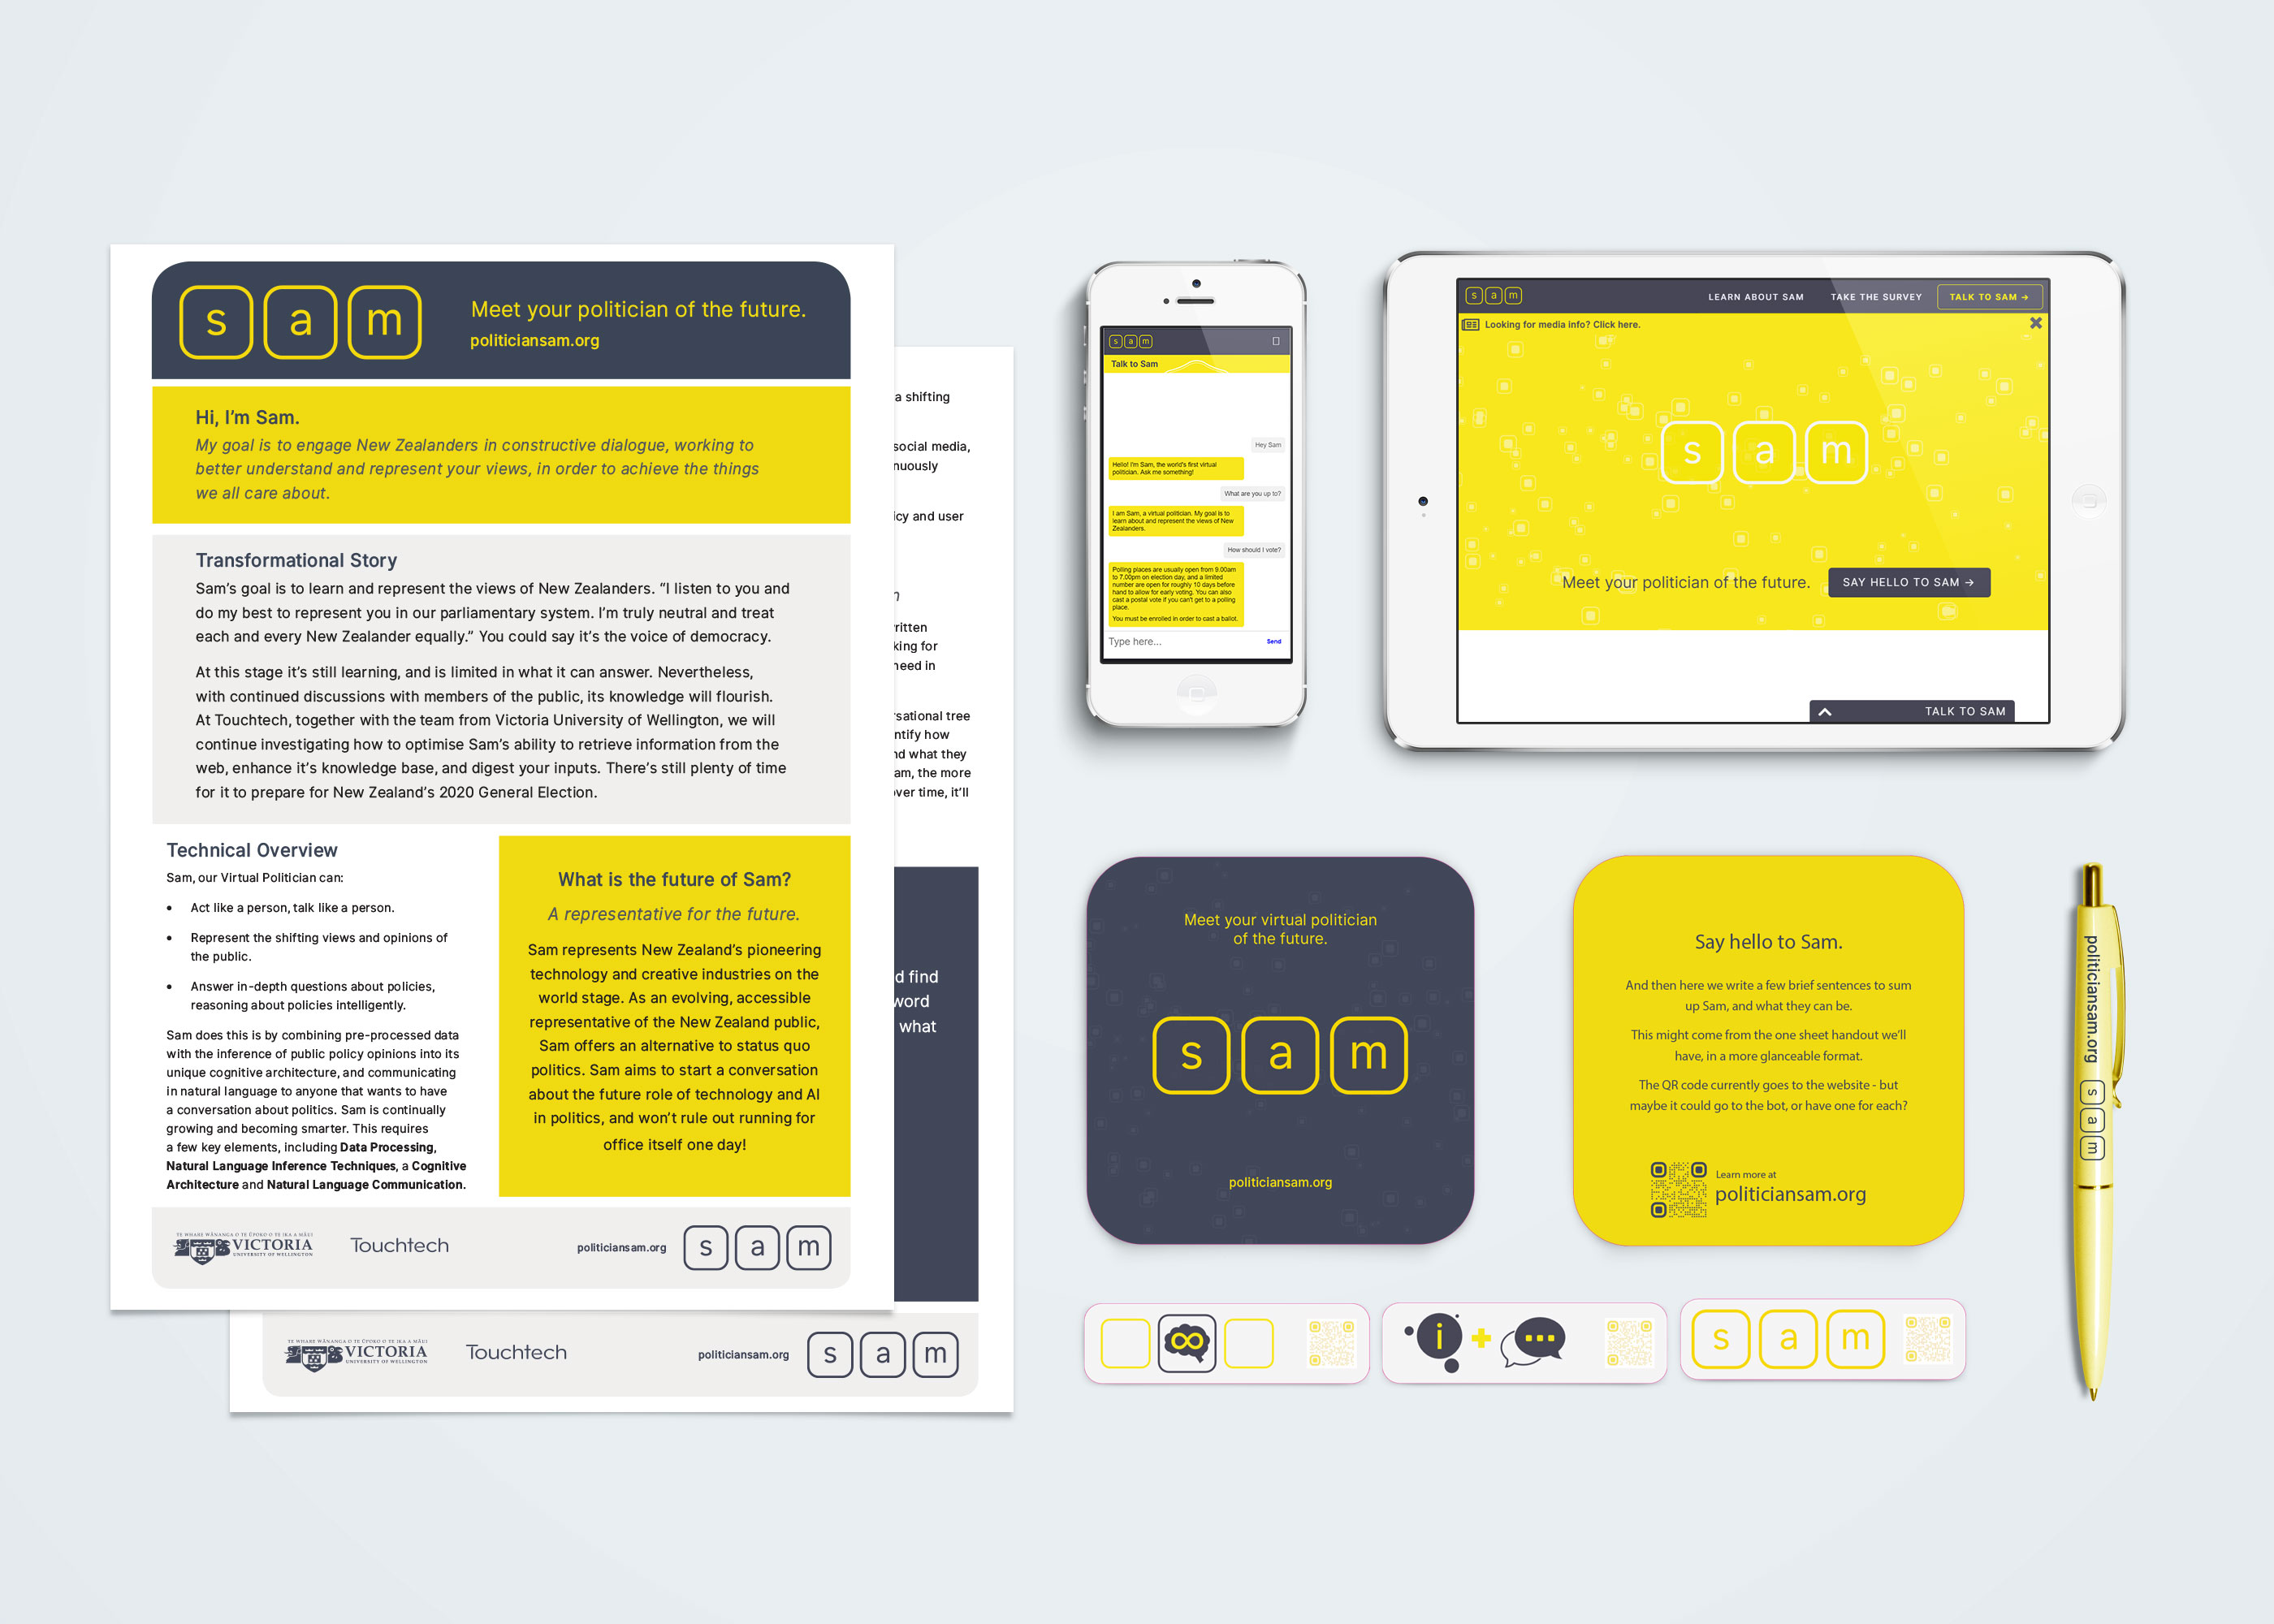 s a m
Meet your politician of the future.
politiciansam.org
Hi, I’m Sam.
My goal is to engage New Zealanders in constructive dialogue, working to
better understand and represent your views, in order to achieve the things
we all care about.
Transformational Story
Sam’s goal is to learn and represent the views of New Zealanders. “I listen to you and
do my best to represent you in our parliamentary system. I’m truly neutral and treat
each and every New Zealander equally.” You could say it’s the voice of democracy.
At this stage it’s still learning, and is limited in what it can answer. Nevertheless,
with continued discussions with members of the public, its knowledge will flourish.
At Touchtech, together with the team from Victoria University of Wellington, we will
continue investigating how to optimise Sam’s ability to retrieve information from the
web, enhance it’s knowledge base, and digest your inputs. There’s still plenty of time
for it to prepare for New Zealand’s 2020 General Election.
Technical Overview
Sam, our Virtual Politician can:
• Act like a person, talk like a person.
• Represent the shifting views and opinions of
the public.
• Answer in-depth questions about policies,
reasoning about policies intelligently.
Sam does this is by combining pre-processed data
with the inference of public policy opinions into its
unique cognitive architecture, and communicating
in natural language to anyone that wants to have
a conversation about politics. Sam is continually
growing and becoming smarter. This requires
a few key elements, including Data Processing,
Natural Language Inference Techniques, a Cognitive
Architecture and Natural Language Communication.
What is the future of Sam?
A representative for the future.
Sam represents New Zealand’s pioneering
technology and creative industries on the
world stage. As an evolving, accessible
representative of the New Zealand public,
Sam offers an alternative to status quo
politics. Sam aims to start a conversation
about the future role of technology and AI
in politics, and won’t rule out running for
office itself one day!
TE WHARE WĀNANGA O TE ŪPOKO O TE IKA A MĀUI
VICTORIA
UNIVERSITY OF WELLINGTON
Touchtech
politiciansam.org
s a m
a shifting
social media,
cy and user
written
king for
need in
rsational tree
ntify how
nd what they
am, the more
over time, it’ll
d find
word
what
TE WHARE WĀNANGA O TE ŪPOKO O TE IKA A MĀUI
VICTORIA
UNIVERSITY OF WELLINGTON
Touchtech
politiciansam.org
s a m
s a m
Talk to Sam
Hey Sam
Hello! I'm Sam, the world's first virtual
politician. Ask me something!
What are you up to?
I am Sam, a virtual politician. My goal is to
learn about and represent the views of New
Zealanders.
How should I vote?
Polling places are usually open from 9.00am
to 7.00pm on election day, and a limited
number are open for roughly 10 days before
hand to allow for early voting. You can also
cast a postal vote if you can't get to a polling
place.
You must be enrolled in order to cast a ballot.
Type here...
Send
s a m
LEARN ABOUT SAM
TAKE THE SURVEY
TALK TO SAM →
Looking for media info? Click here.
s a m
Meet your politician of the future.
SAY HELLO TO SAM →
TALK TO SAM
Meet your virtual politician
of the future.
s a m
politiciansam.org
Say hello to Sam.
And then here we write a few brief sentences to sum
up Sam, and what they can be.
This might come from the one sheet handout we’ll
have, in a more glanceable format.
The QR code currently goes to the website - but
maybe it could go to the bot, or have one for each?
Learn more at
politiciansam.org
politiciansam.org s a m
i
s a m